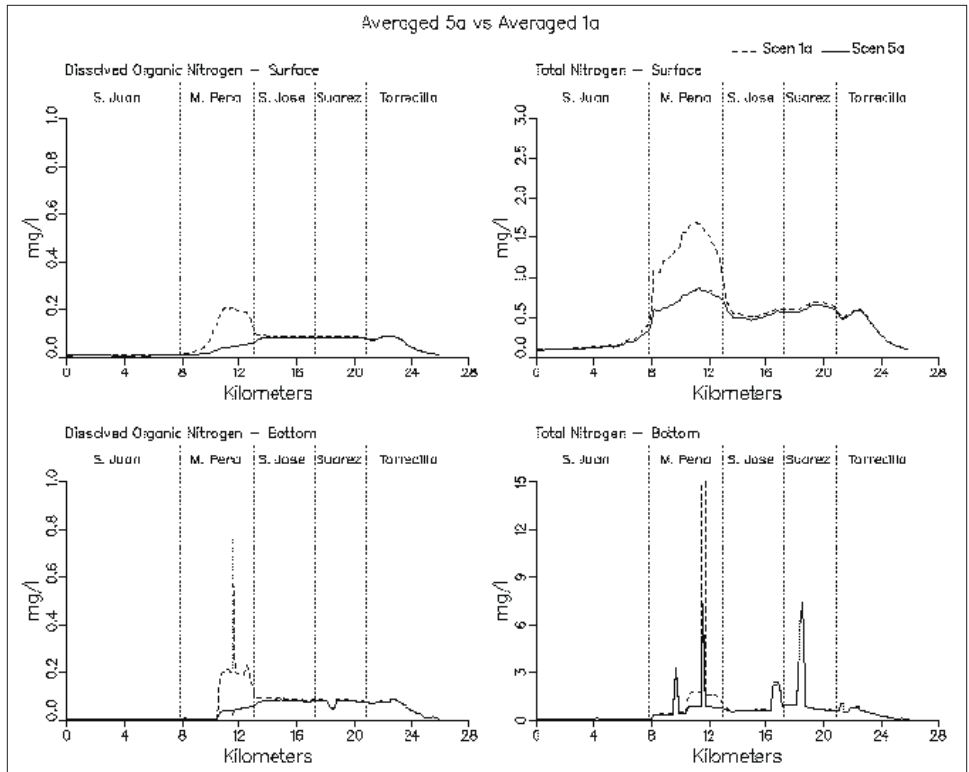 Averaged 5a vs Averaged 1a
Scen 1a
Scen 5a
Dissolved Organic Nitrogen – Surface
S. Juan
M. Pena
S. Jose
Suarez
Torrecilla
mg/l
1.0
0.8
0.6
0.4
0.2
0.0
0 4 8 12 16 20 24 28
Kilometers
Total Nitrogen – Surface
S. Juan
M. Pena
S. Jose
Suarez
Torrecilla
mg/l
3.0
2.5
2.0
1.5
1.0
0.5
0.0
0 4 8 12 16 20 24 28
Kilometers
Dissolved Organic Nitrogen – Bottom
S. Juan
M. Pena
S. Jose
Suarez
Torrecilla
mg/l
1.0
0.8
0.6
0.4
0.2
0.0
0 4 8 12 16 20 24 28
Kilometers
Total Nitrogen – Bottom
S. Juan
M. Pena
S. Jose
Suarez
Torrecilla
mg/l
15
12
9
6
3
0
0 4 8 12 16 20 24 28
Kilometers